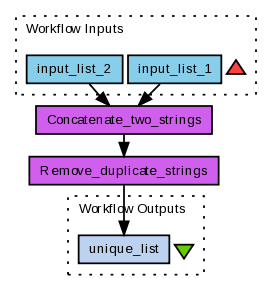 Workflow Inputs
input_list_2 input_list_1
Concatenate_two_strings
Remove_duplicate_strings
Workflow Outputs
unique_list